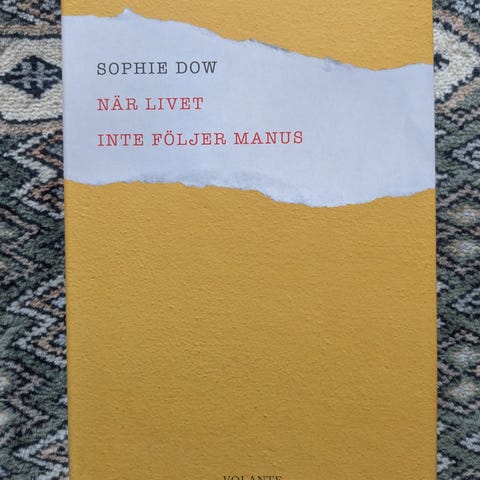 SOPHIE DOW
NÄR LIVET
INTE FÖLJER MANUS
VOLANTE